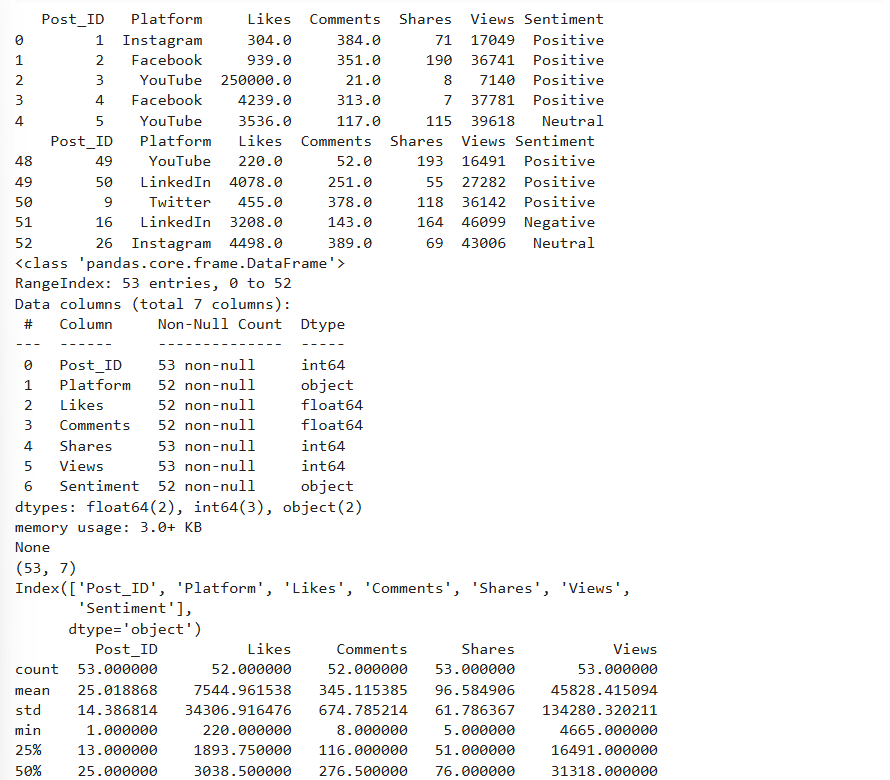 Post_ID   Platform     Likes  Comments  Shares  Views Sentiment
0        1  Instagram     304.0     384.0      71  17049  Positive
1        2   Facebook     939.0     351.0     190  36741  Positive
2        3    YouTube  250000.0      21.0       8   7140  Positive
3        4   Facebook    4239.0     313.0       7  37781  Positive
4        5    YouTube    3536.0     117.0     115  39618   Neutral
    Post_ID   Platform   Likes  Comments  Shares  Views Sentiment
48       49    YouTube   220.0      52.0     193  16491  Positive
49       50   LinkedIn  4078.0     251.0      55  27282  Positive
50        9    Twitter   455.0     378.0     118  36142  Positive
51       16   LinkedIn  3208.0     143.0     164  46099  Negative
52       26  Instagram  4498.0     389.0      69  43006   Neutral
<class 'pandas.core.frame.DataFrame'>
RangeIndex: 53 entries, 0 to 52
Data columns (total 7 columns):
 #   Column     Non-Null Count  Dtype
---  ------     --------------  -----
 0   Post_ID    53 non-null     int64
 1   Platform   52 non-null     object
 2   Likes      52 non-null     float64
 3   Comments   52 non-null     float64
 4   Shares     53 non-null     int64
 5   Views      53 non-null     int64
 6   Sentiment  52 non-null     object
dtypes: float64(2), int64(3), object(2)
memory usage: 3.0+ KB
None
(53, 7)
Index(['Post_ID', 'Platform', 'Likes', 'Comments', 'Shares', 'Views',
       'Sentiment'],
      dtype='object')
         Post_ID          Likes     Comments      Shares           Views
count  53.000000      52.000000    52.000000   53.000000       53.000000
mean   25.018868    7544.961538   345.115385   96.584906    45828.415094
std    14.386814   34306.916476   674.785214   61.786367   134280.320211
min     1.000000     220.000000     8.000000    5.000000     4665.000000
25%    13.000000    1893.750000   116.000000   51.000000    16491.000000
50%    25.000000    3038.500000   276.500000   76.000000    31318.000000